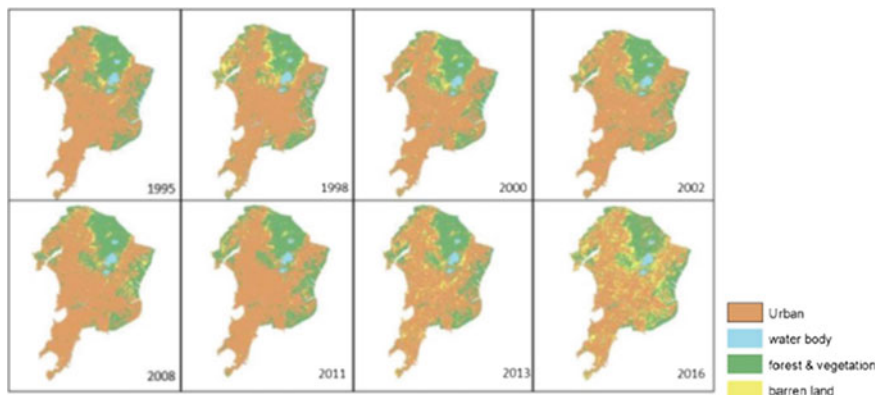 1995
1998
2000
2002
2008
2011
2013
2016
Urban
water body
forest & vegetation
barren land